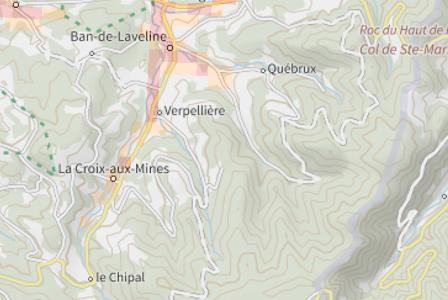 Ban-de-Laveline
Roc du Haut de
Col de Ste-Mar
Québrux
Verpellière
La Croix-aux-Mines
le Chipal